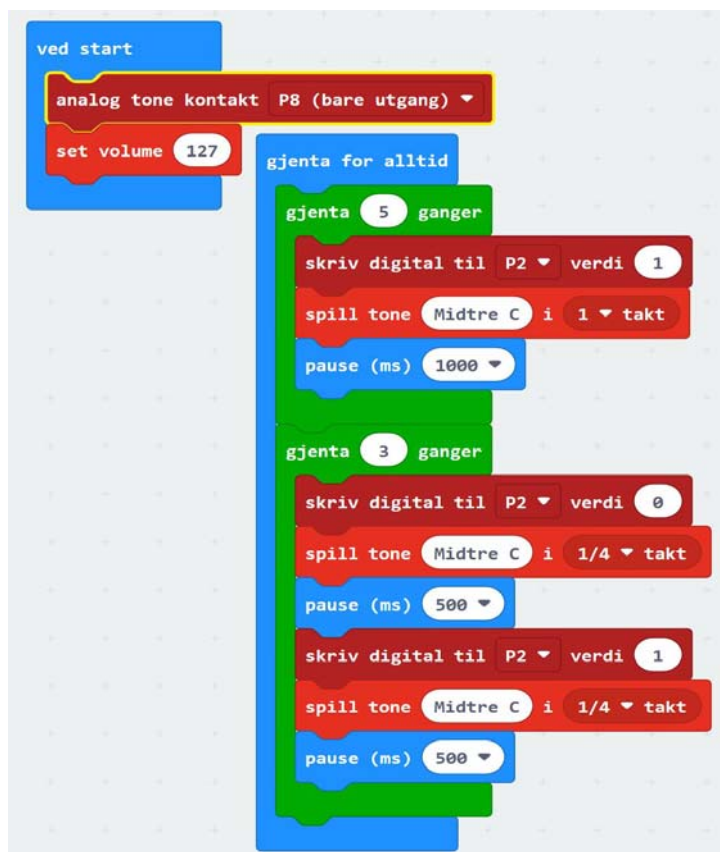 ved start
analog tone kontakt P8 (bare utgang)
set volume 127
gjenta for alltid
gjenta 5 ganger
skriv digital til P2 verdi 1
spill tone Midtre C i 1 takt
pause (ms) 1000
gjenta 3 ganger
skriv digital til P2 verdi 0
spill tone Midtre C i 1/4 takt
pause (ms) 500
skriv digital til P2 verdi 1
spill tone Midtre C i 1/4 takt
pause (ms) 500